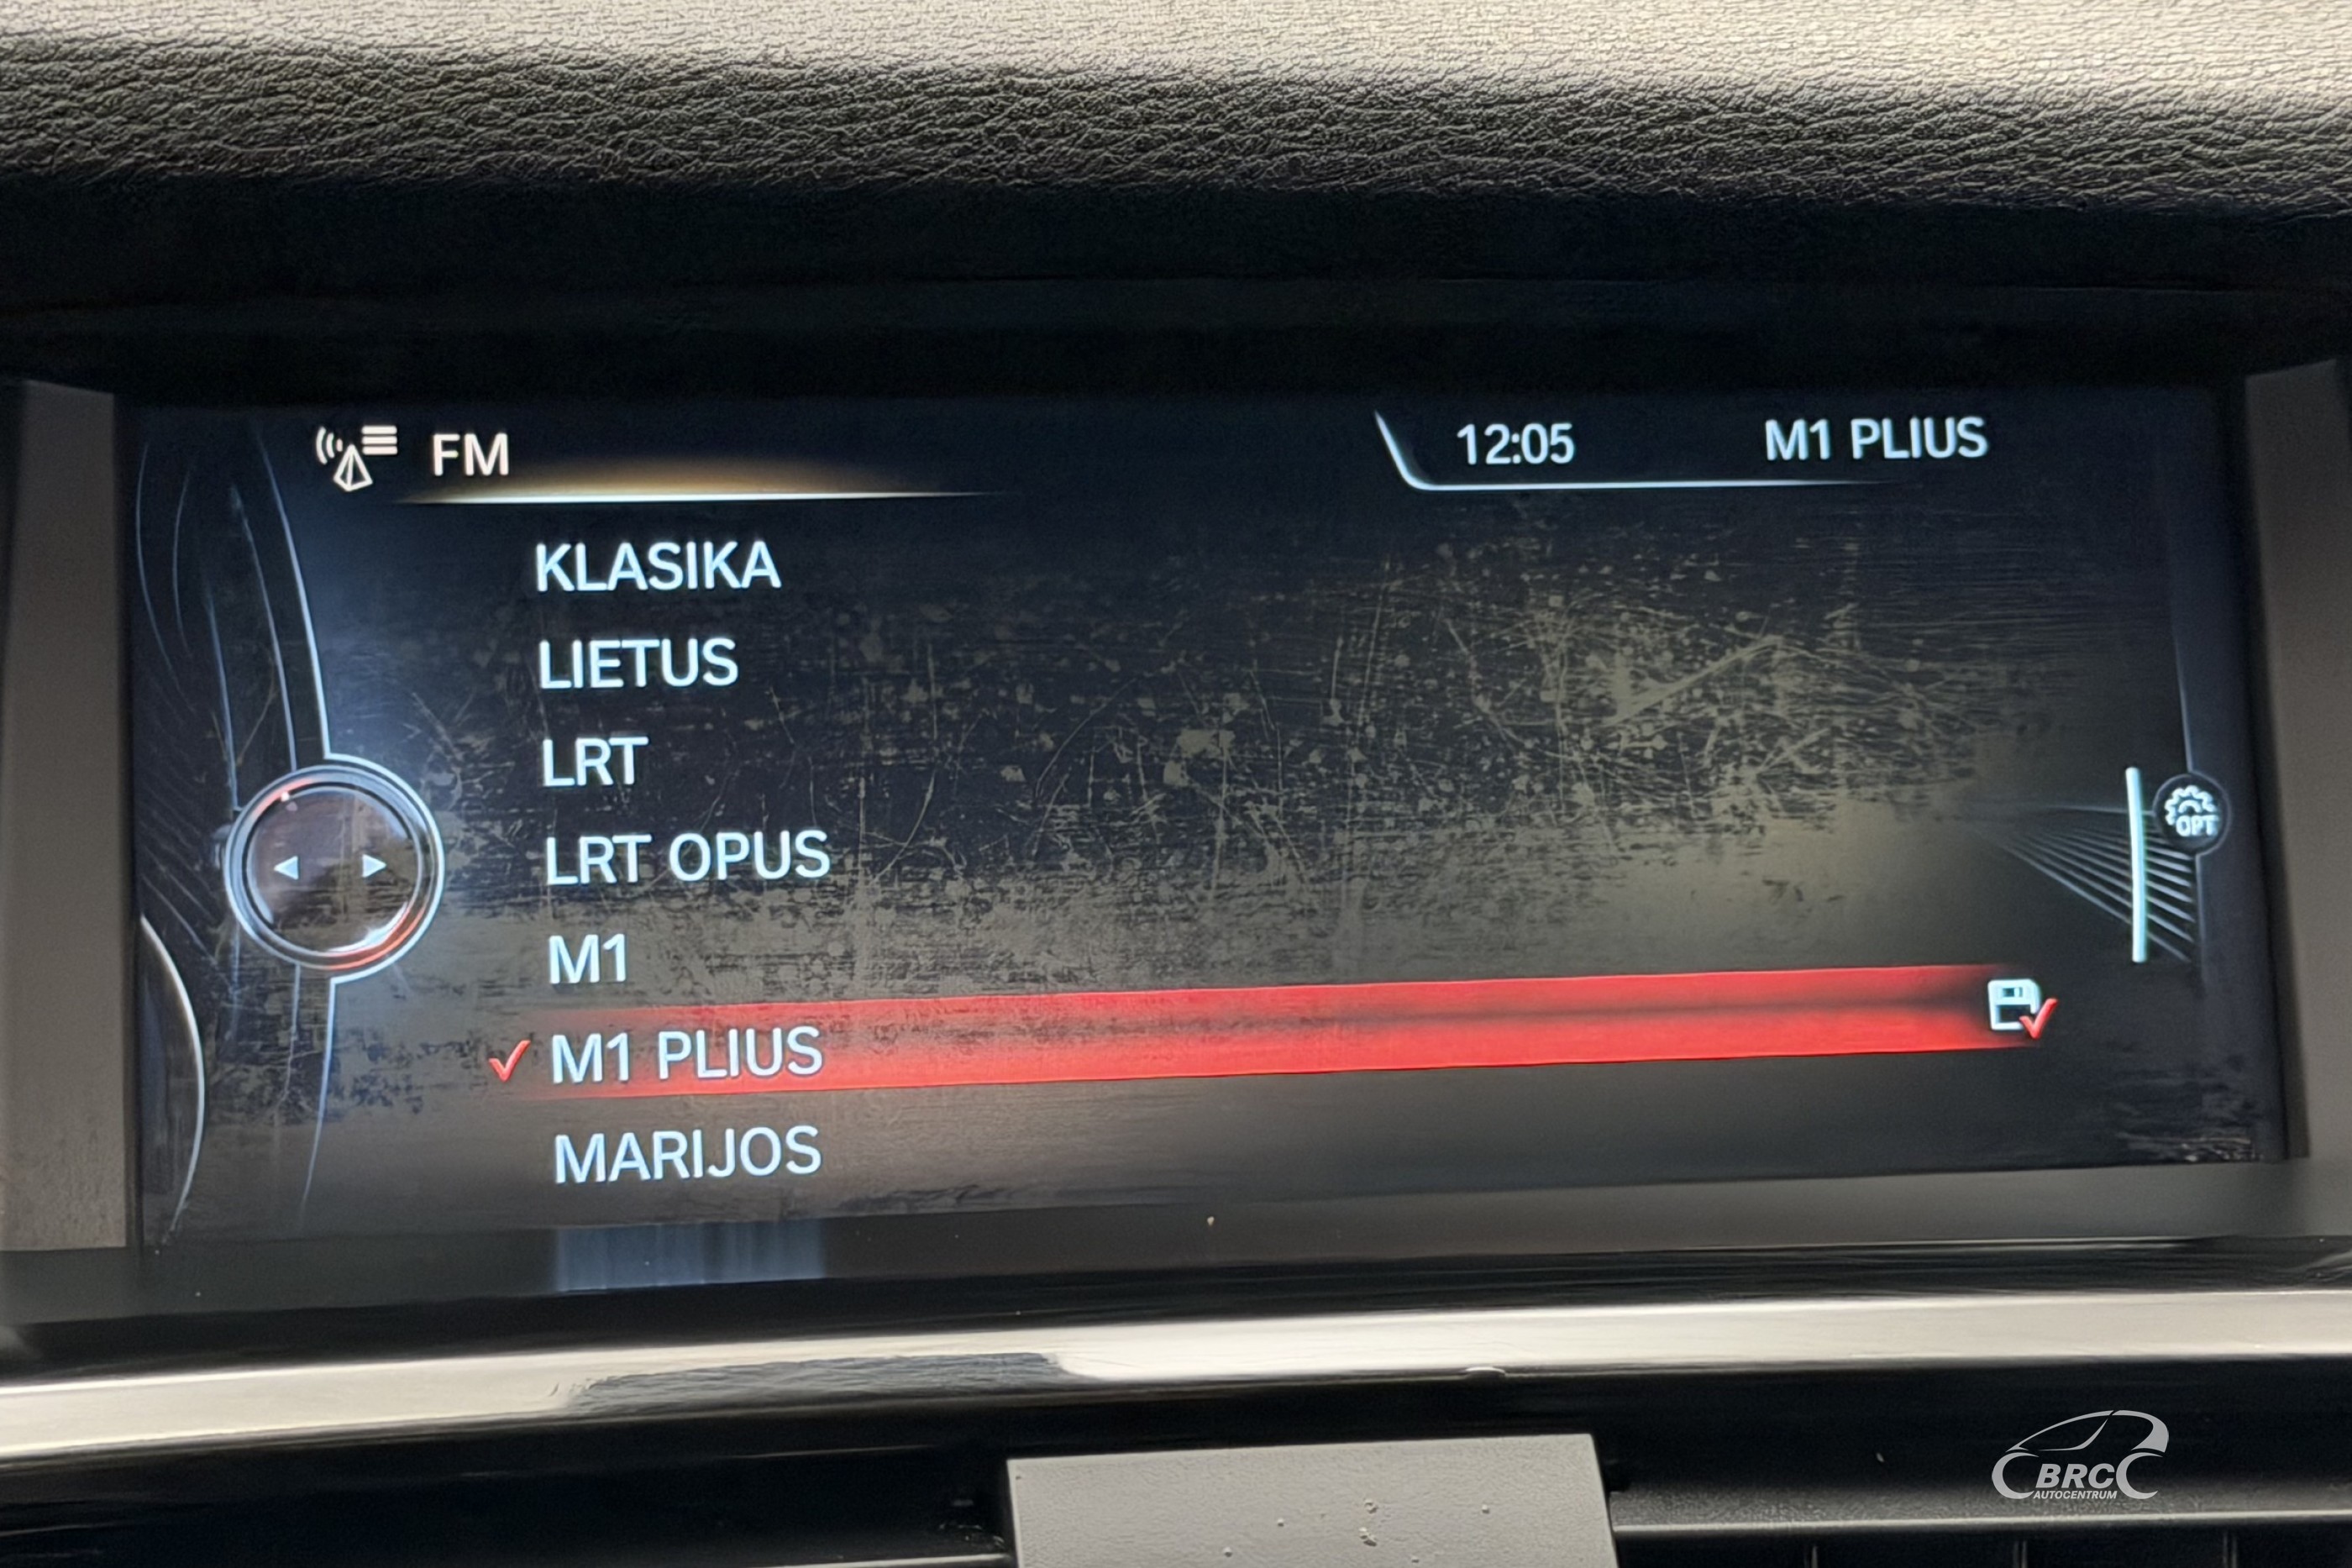 FM
12:05 M1 PLIUS
KLASIKA
LIETUS
LRT
LRT OPUS
M1
M1 PLIUS
MARIJOS
OPT
BRC
AUTOCENTRUM